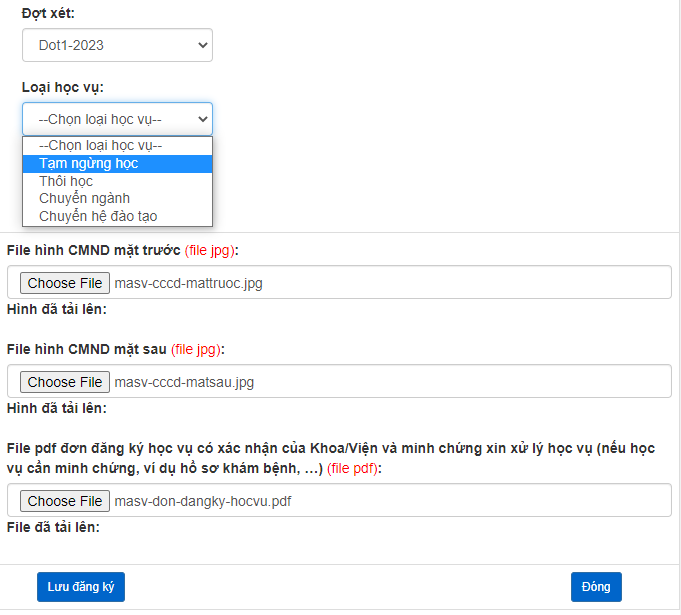 Đợt xét:
Dot1-2023
Loại học vụ:
--Chọn loại học vụ--
--Chọn loại học vụ--
Tạm ngừng học
Thôi học
Chuyển ngành
Chuyển hệ đào tạo
File hình CMND mặt trước (file jpg):
Choose File masv-cccd-mattruoc.jpg
Hình đã tải lên:
File hình CMND mặt sau (file jpg):
Choose File masv-cccd-matsau.jpg
Hình đã tải lên:
File pdf đơn đăng ký học vụ có xác nhận của Khoa/Viện và minh chứng xin xử lý học vụ (nếu học
vụ cần minh chứng, ví dụ hồ sơ khám bệnh, ...) (file pdf):
Choose File masv-don-dangky-hocvu.pdf
File đã tải lên:
Lưu đăng ký Đóng